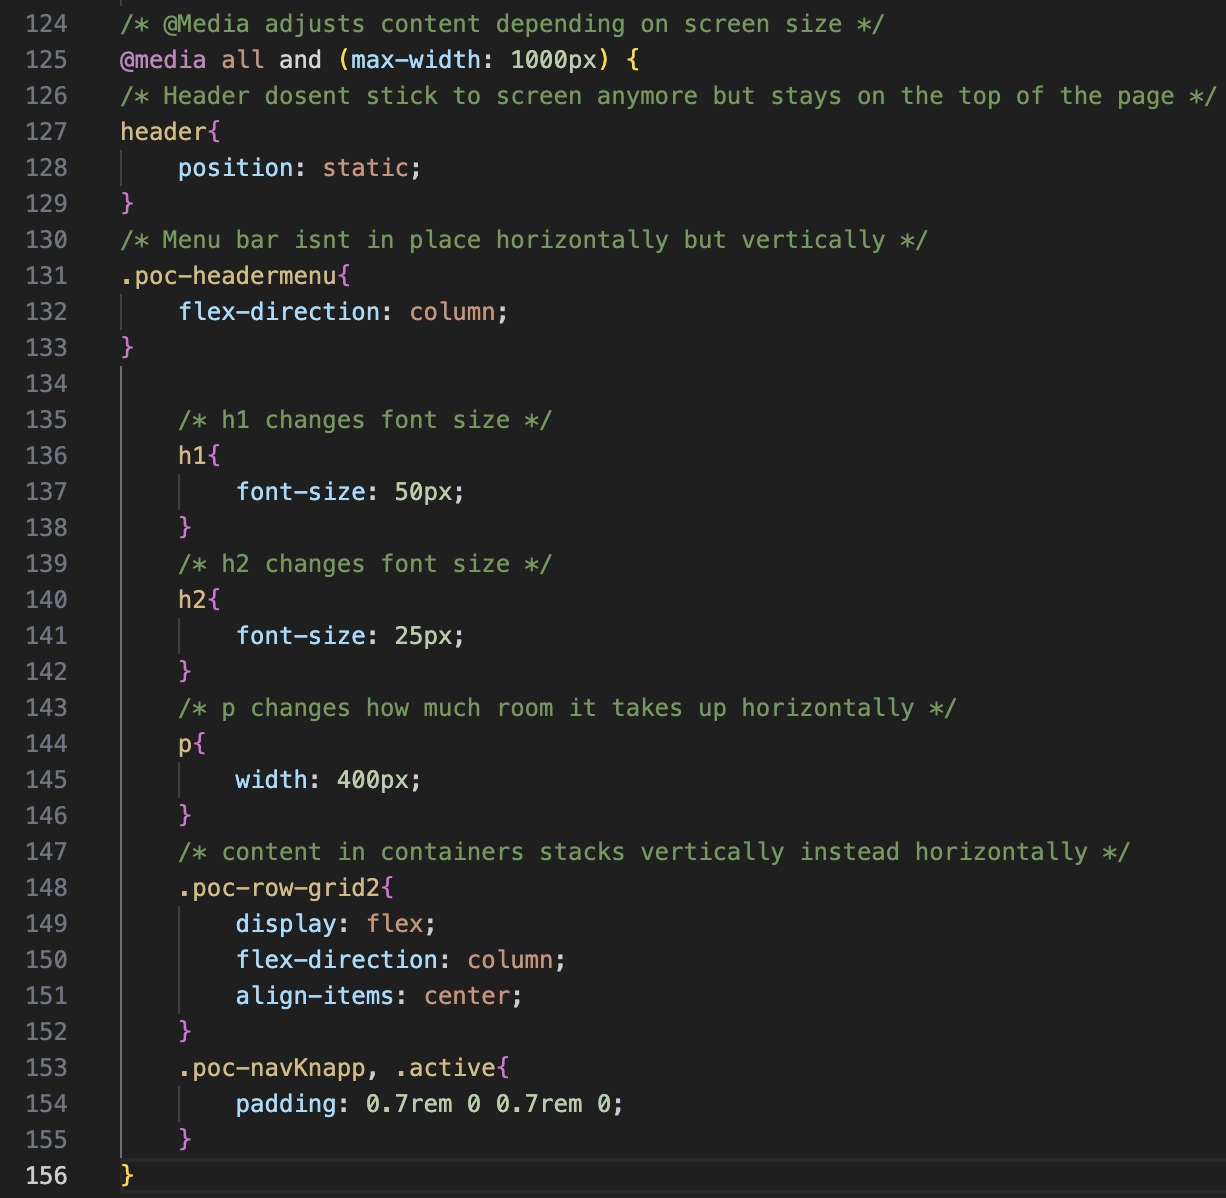 124 /* @Media adjusts content depending on screen size */
125 @media all and (max-width: 1000px) {
126 /* Header dosent stick to screen anymore but stays on the top of the page */
127 header{
128     position: static;
129 }
130 /* Menu bar isnt in place horizontally but vertically */
131 .poc-headermenu{
132     flex-direction: column;
133 }
134
135     /* h1 changes font size */
136     h1{
137         font-size: 50px;
138     }
139     /* h2 changes font size */
140     h2{
141         font-size: 25px;
142     }
143     /* p changes how much room it takes up horizontally */
144     p{
145         width: 400px;
146     }
147     /* content in containers stacks vertically instead horizontally */
148     .poc-row-grid2{
149         display: flex;
150         flex-direction: column;
151         align-items: center;
152     }
153     .poc-navKnapp, .active{
154         padding: 0.7rem 0 0.7rem 0;
155     }
156 }